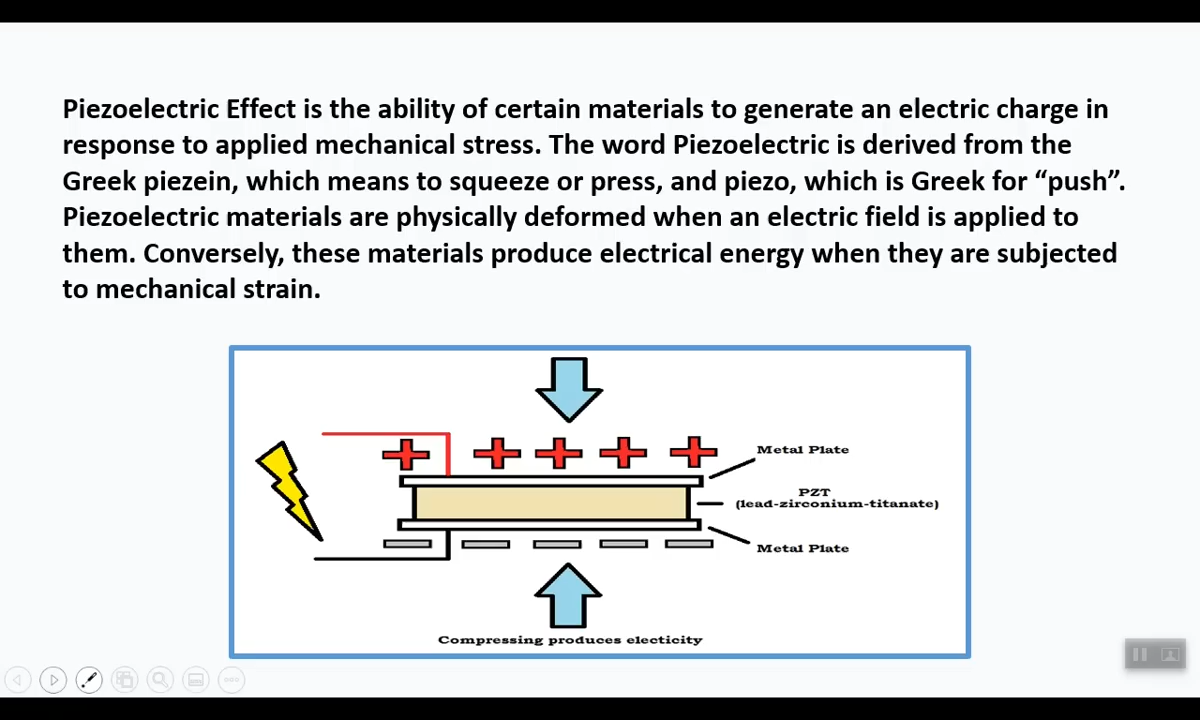 Piezoelectric Effect is the ability of certain materials to generate an electric charge in
response to applied mechanical stress. The word Piezoelectric is derived from the
Greek piezein, which means to squeeze or press, and piezo, which is Greek for “push”.
Piezoelectric materials are physically deformed when an electric field is applied to
them. Conversely, these materials produce electrical energy when they are subjected
to mechanical strain.
Metal Plate
PZT
(lead-zirconium-titanate)
Metal Plate
Compressing produces electicity